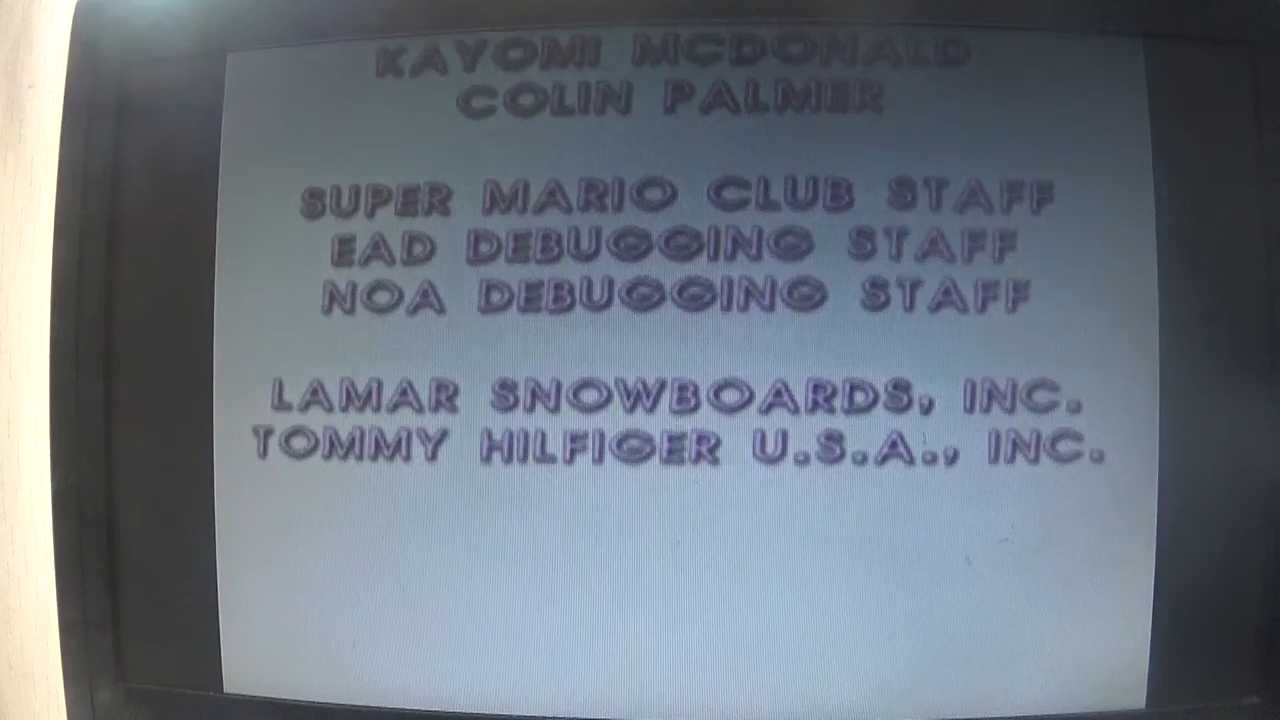 KAYOMI MCDONALD
COLIN PALMER
SUPER MARIO CLUB STAFF
EAD DEBUGGING STAFF
NOA DEBUGGING STAFF
LAMAR SNOWBOARDS, INC.
TOMMY HILFIGER U.S.A., INC.